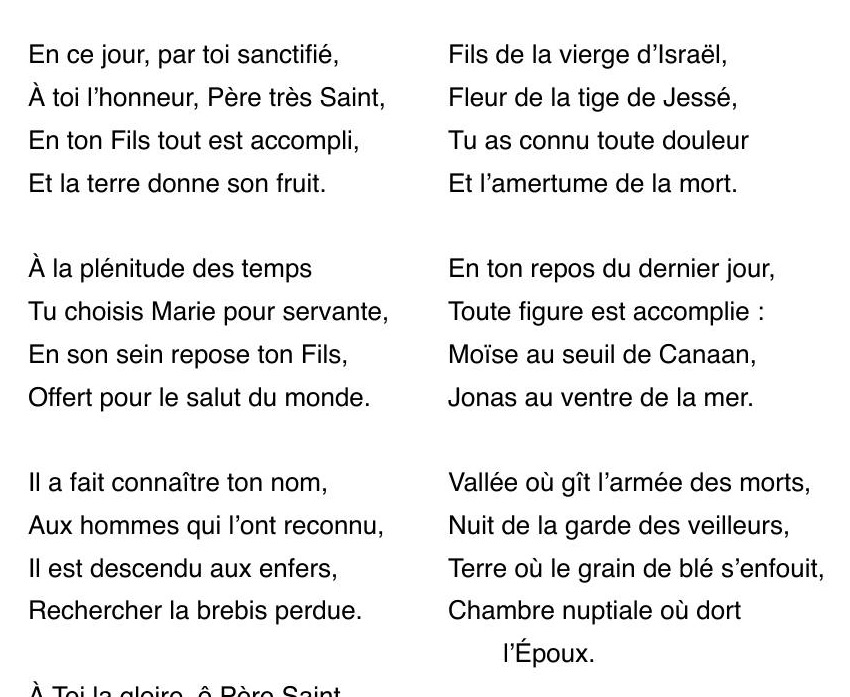 En ce jour, par toi sanctifié,
À toi l’honneur, Père très Saint,
En ton Fils tout est accompli,
Et la terre donne son fruit.

À la plénitude des temps
Tu choisis Marie pour servante,
En son sein repose ton Fils,
Offert pour le salut du monde.

Il a fait connaître ton nom,
Aux hommes qui l’ont reconnu,
Il est descendu aux enfers,
Rechercher la brebis perdue.

À Toi la gloire, ô Père Saint

Fils de la vierge d’Israël,
Fleur de la tige de Jessé,
Tu as connu toute douleur
Et l’amertume de la mort.

En ton repos du dernier jour,
Toute figure est accomplie :
Moïse au seuil de Canaan,
Jonas au ventre de la mer.

Vallée où gît l’armée des morts,
Nuit de la garde des veilleurs,
Terre où le grain de blé s’enfouit,
Chambre nuptiale où dort
l’Époux.